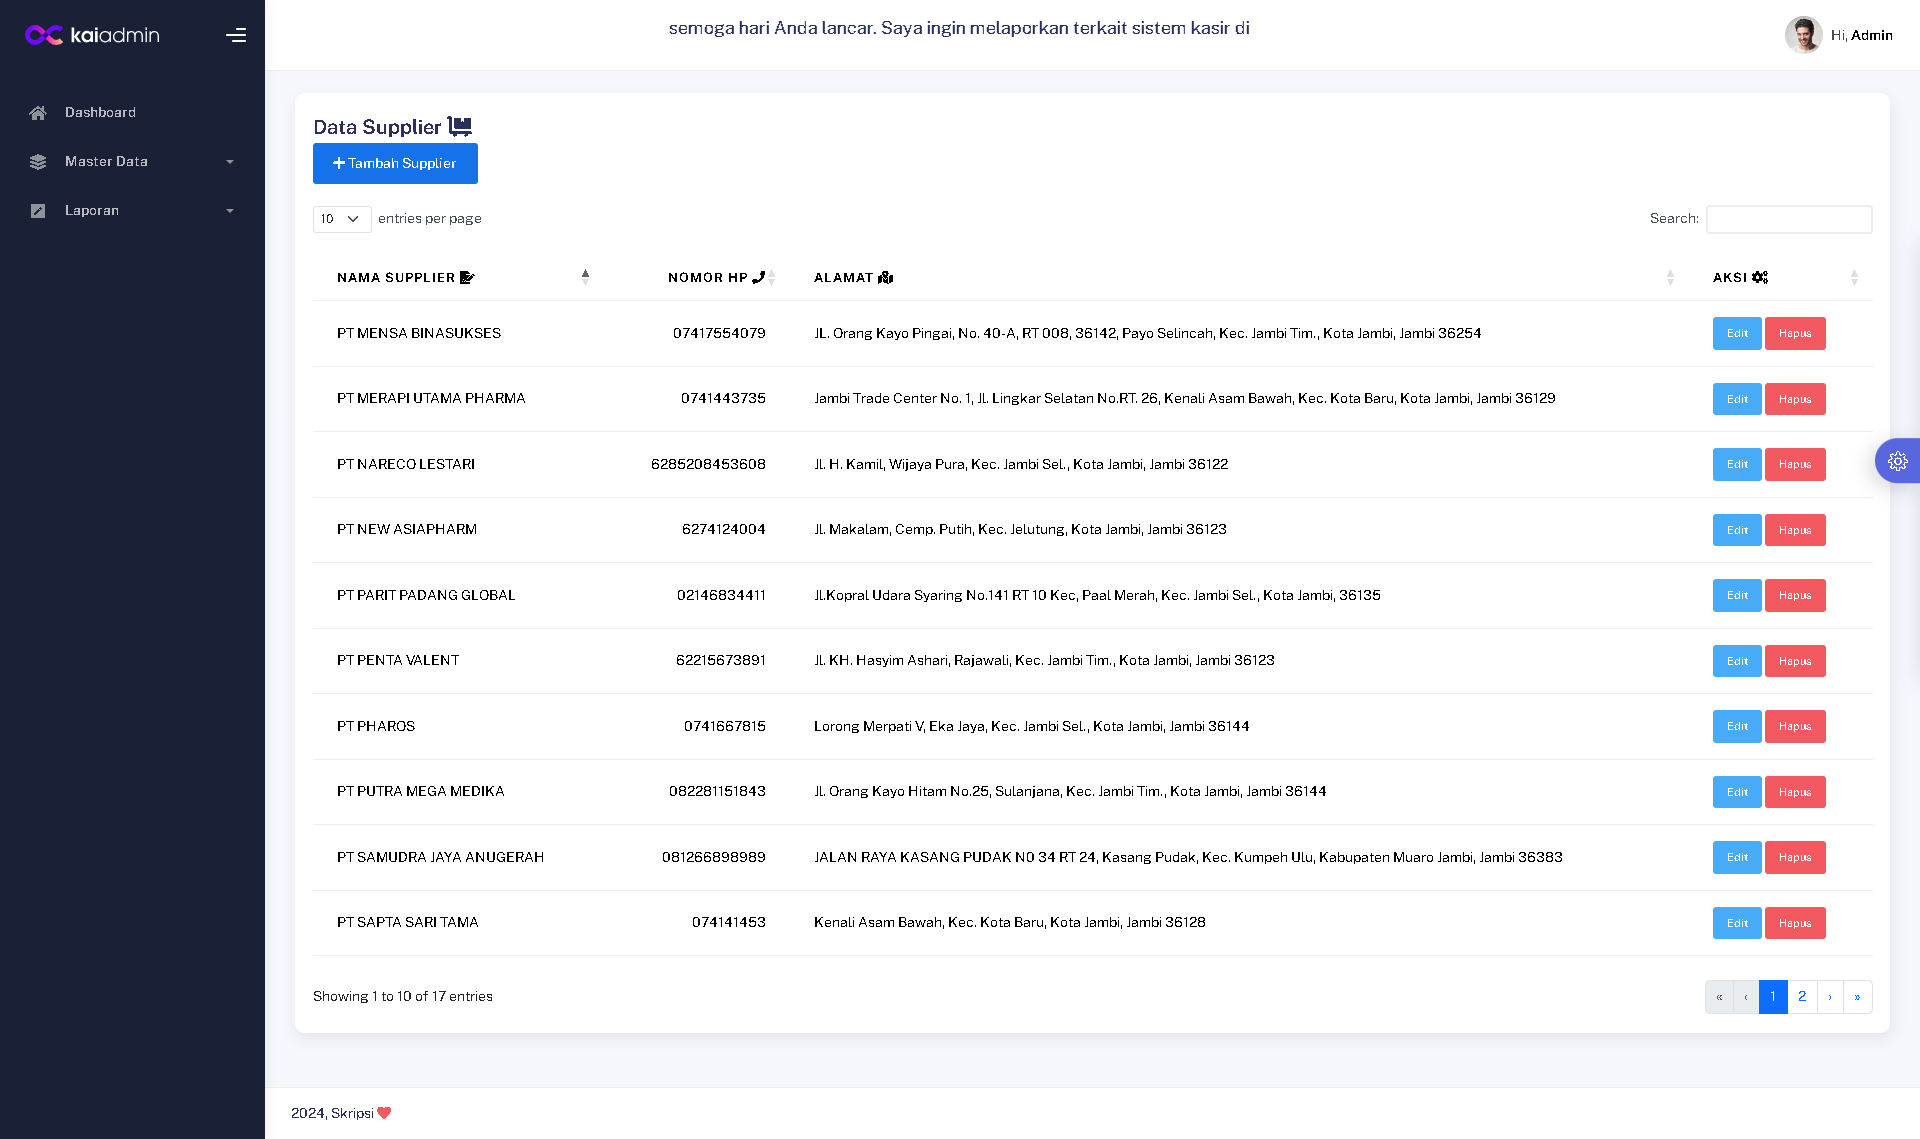 kaiadmin
semoga hari Anda lancar. Saya ingin melaporkan terkait sistem kasir di
Hi, Admin
Dashboard
Master Data
Laporan
Data Supplier
Tambah Supplier
10 entries per page
Search:
NAMA SUPPLIER NOMOR HP ALAMAT AKSI
PT MENSA BINASUKSES 07417554079 JL. Orang Kayo Pingai, No. 40-A, RT 008, 36142, Payo Selincah, Kec. Jambi Tim., Kota Jambi, Jambi 36254 Edit Hapus
PT MERAPI UTAMA PHARMA 0741443735 Jambi Trade Center No. 1, Jl. Lingkar Selatan No.RT. 26, Kenali Asam Bawah, Kec. Kota Baru, Kota Jambi, Jambi 36129 Edit Hapus
PT NARECO LESTARI 6285208453608 Jl. H. Kamil, Wijaya Pura, Kec. Jambi Sel., Kota Jambi, Jambi 36122 Edit Hapus
PT NEW ASIAPHARM 6274124004 Jl. Makalam, Cemp. Putih, Kec. Jelutung, Kota Jambi, Jambi 36123 Edit Hapus
PT PARIT PADANG GLOBAL 02146834411 Jl.Kopral Udara Syaring No.141 RT 10 Kec, Paal Merah, Kec. Jambi Sel., Kota Jambi, 36135 Edit Hapus
PT PENTA VALENT 62215673891 Jl. KH. Hasyim Ashari, Rajawali, Kec. Jambi Tim., Kota Jambi, Jambi 36123 Edit Hapus
PT PHAROS 0741667815 Lorong Merpati V, Eka Jaya, Kec. Jambi Sel., Kota Jambi, Jambi 36144 Edit Hapus
PT PUTRA MEGA MEDIKA 082281151843 Jl. Orang Kayo Hitam No.25, Sulanjana, Kec. Jambi Tim., Kota Jambi, Jambi 36144 Edit Hapus
PT SAMUDRA JAYA ANUGERAH 081266898989 JALAN RAYA KASANG PUDAK N0 34 RT 24, Kasang Pudak, Kec. Kumpeh Ulu, Kabupaten Muaro Jambi, Jambi 36383 Edit Hapus
PT SAPTA SARI TAMA 074141453 Kenali Asam Bawah, Kec. Kota Baru, Kota Jambi, Jambi 36128 Edit Hapus
Showing 1 to 10 of 17 entries
« ‹ 1 2 › »
2024, Skripsi